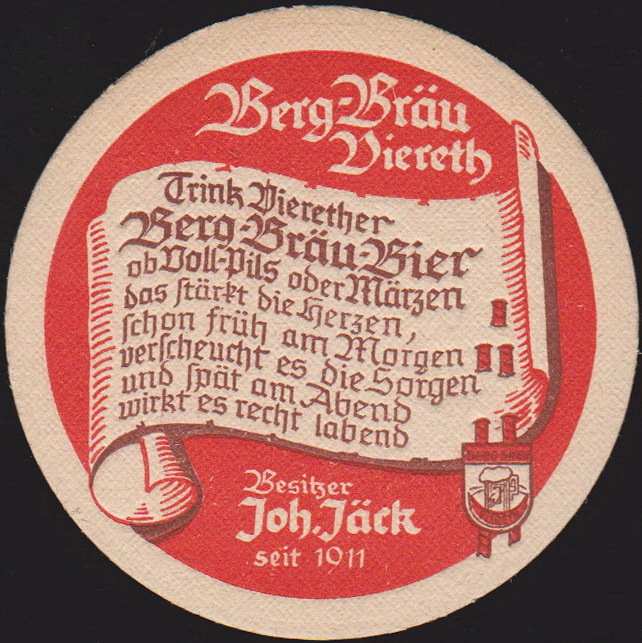 Berg-Bräu
Viereth
Trink Vierether
Berg-Bräu-Bier
ob Voll-Pils oder Märzen
das stärkt die Herzen,
schon früh am Morgen
verscheucht es die Sorgen
und spät am Abend
wirkt es recht labend
BERG-BRÄU
Besitzer
Joh. Jäck
seit 1911